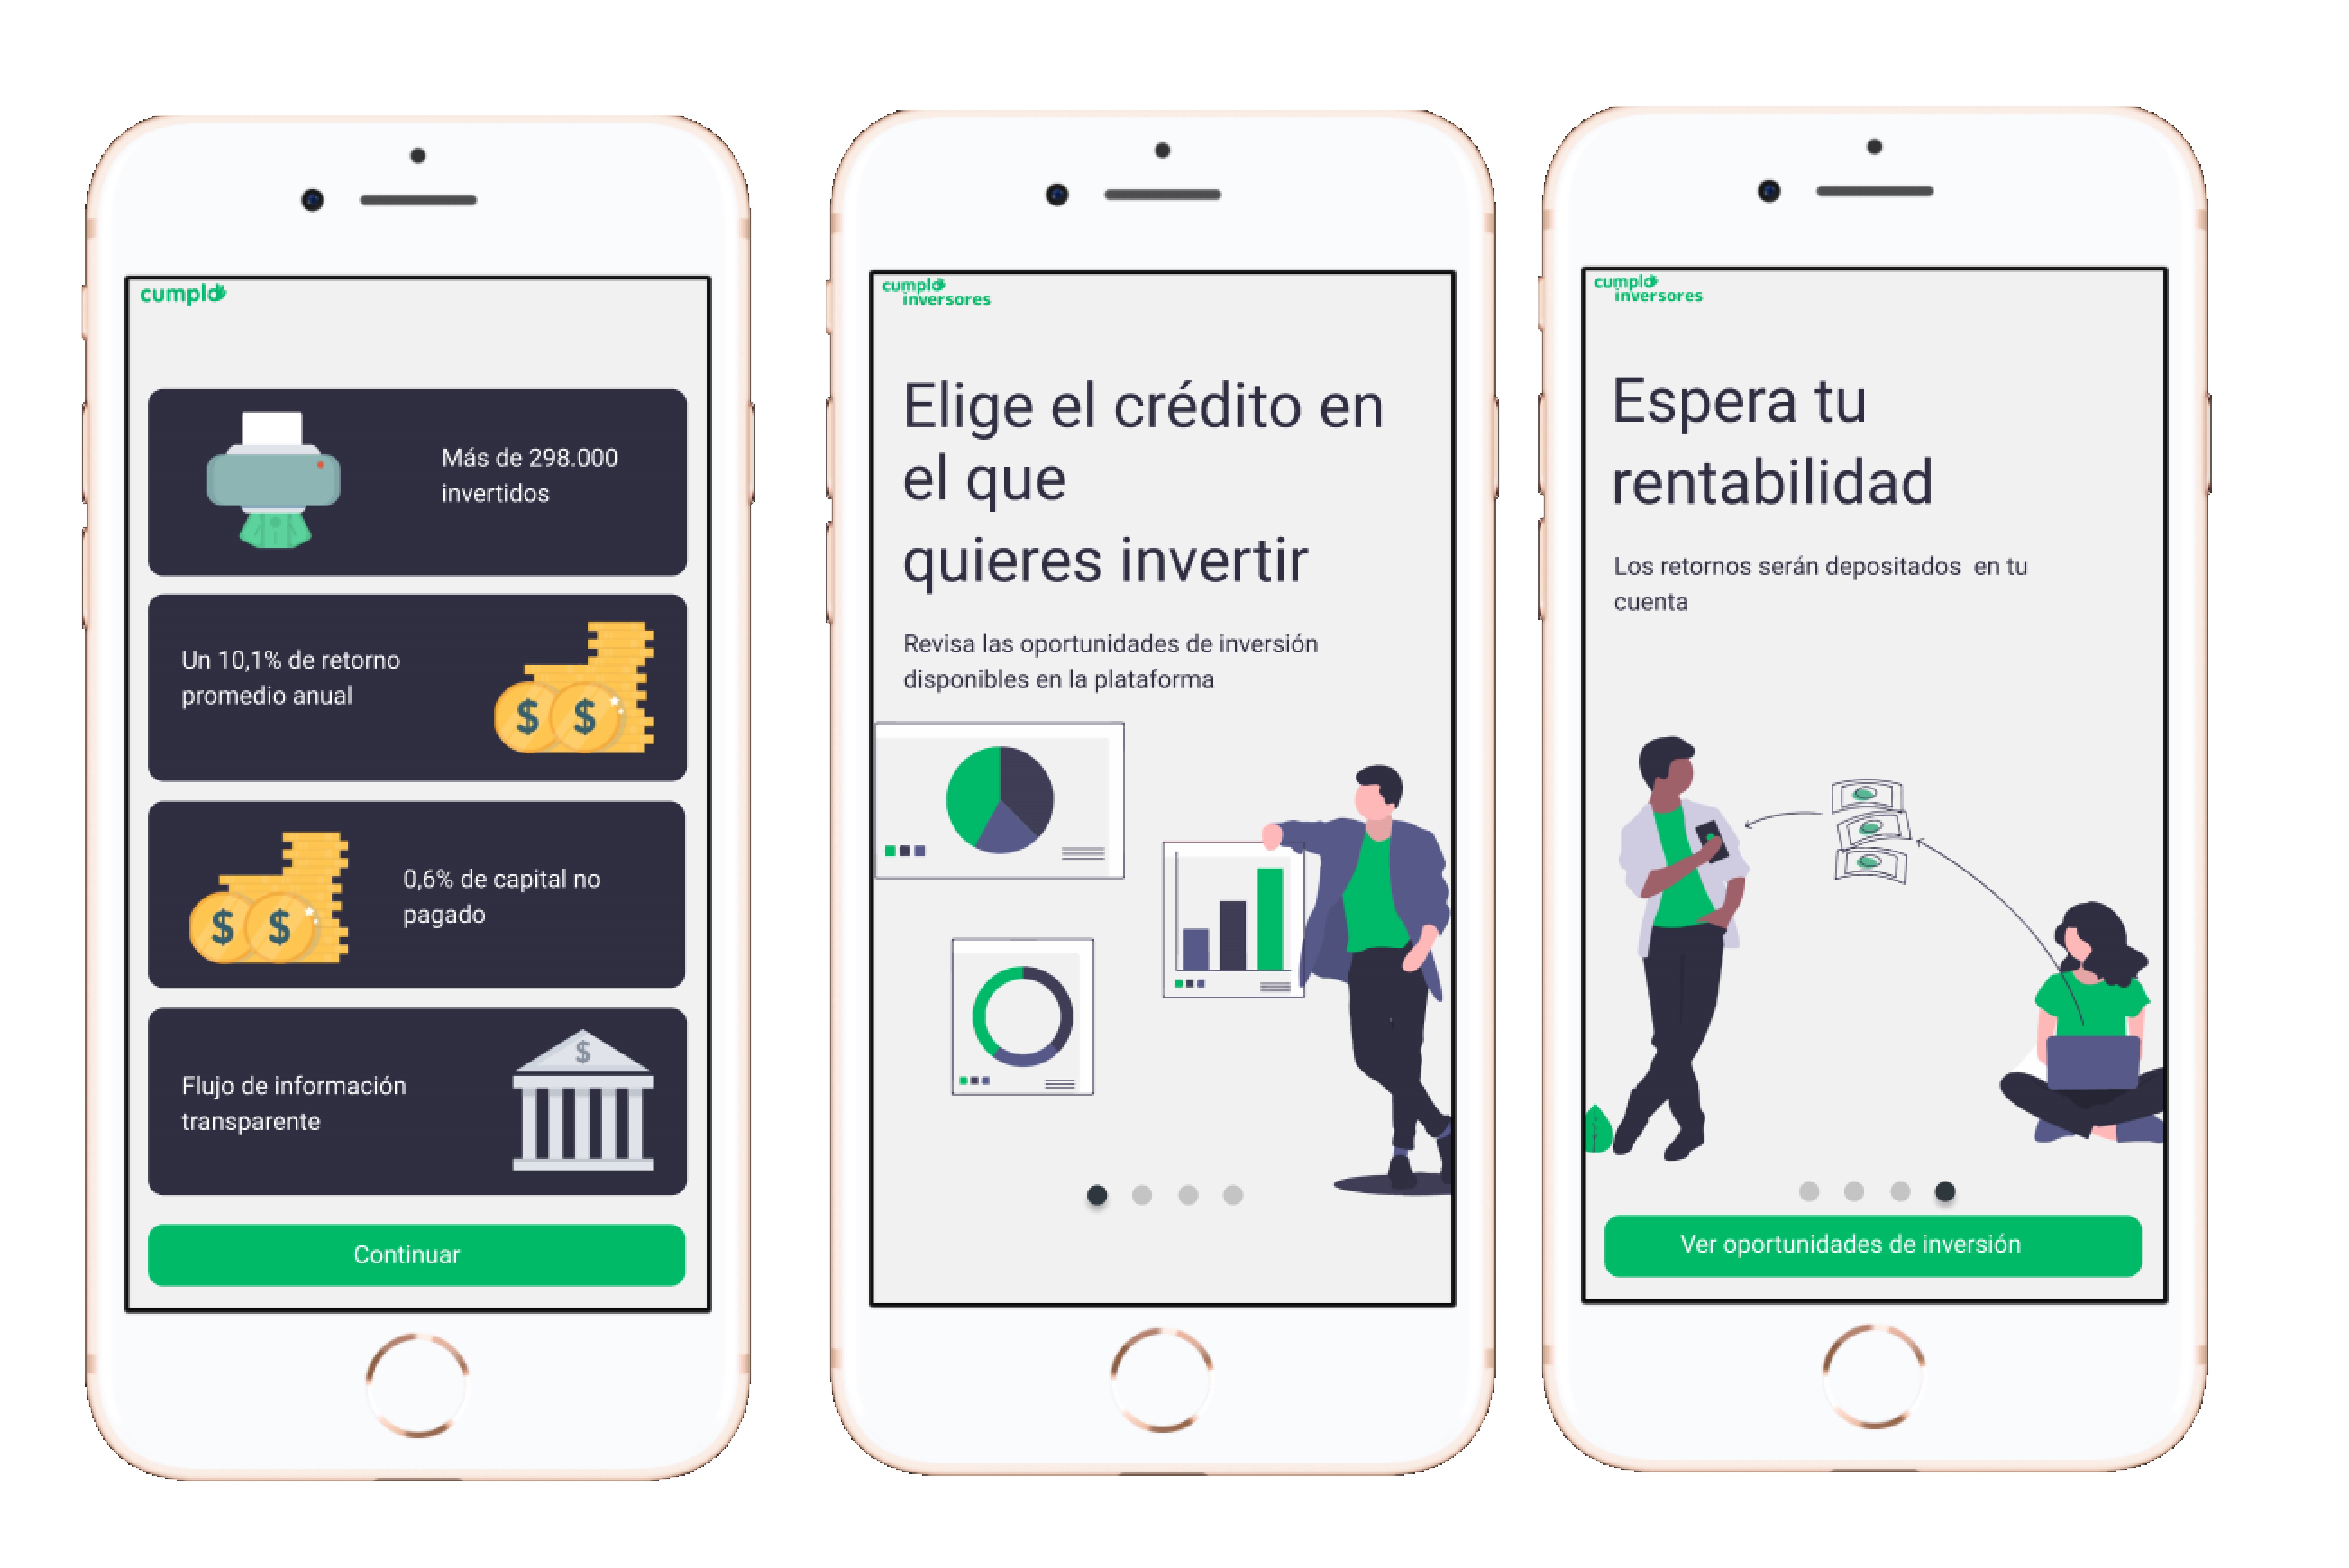 cumplo
Más de 298.000
invertidos
Un 10,1% de retorno
promedio anual
$ $
0,6% de capital no
pagado
$ $
Flujo de información
transparente
$
Continuar
cumplo
inversores
Elige el crédito en
el que
quieres invertir
Revisa las oportunidades de inversión
disponibles en la plataforma
cumplo
inversores
Espera tu
rentabilidad
Los retornos serán depositados  en tu
cuenta
Ver oportunidades de inversión